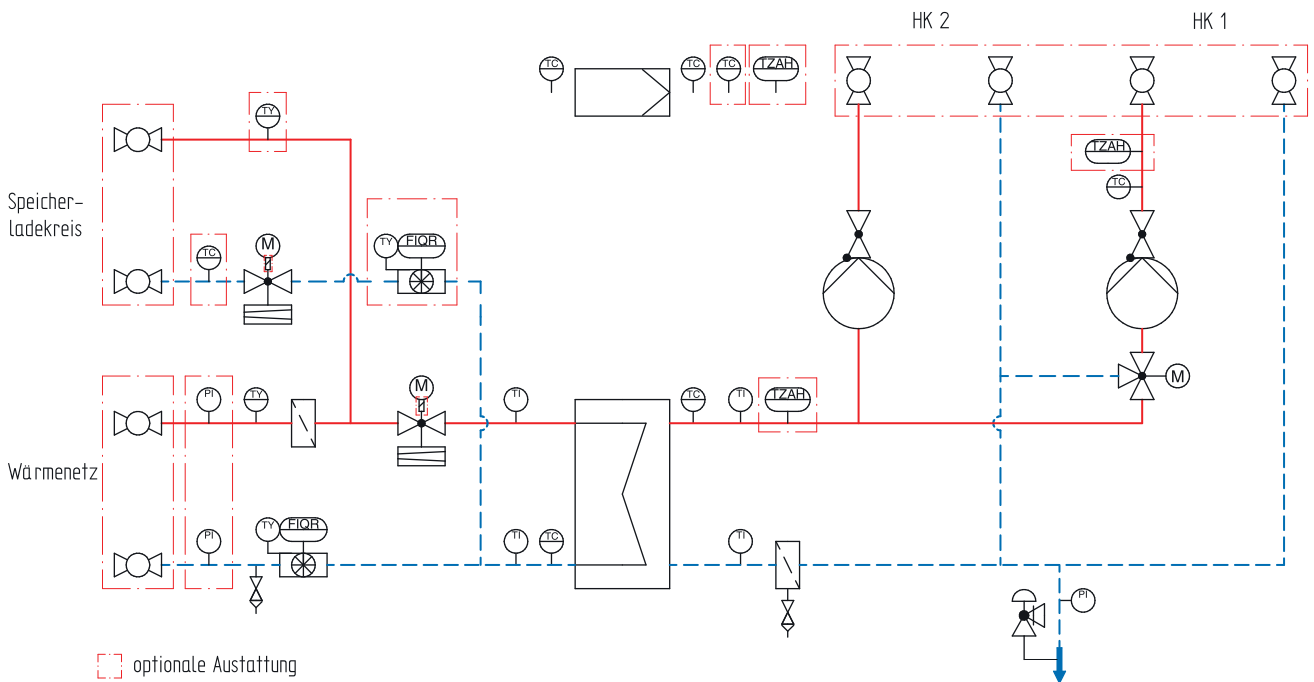 HK 2
HK 1
TC
TC
TC
TZAH
TY
TZAH
TC
Speicher-
ladekreis
TC
M
TY
FIQR
M
PI
TY
M
TI
TC
TI
TZAH
Wärmenetz
PI
TY
FIQR
TI
TC
TI
PI
optionale Austattung